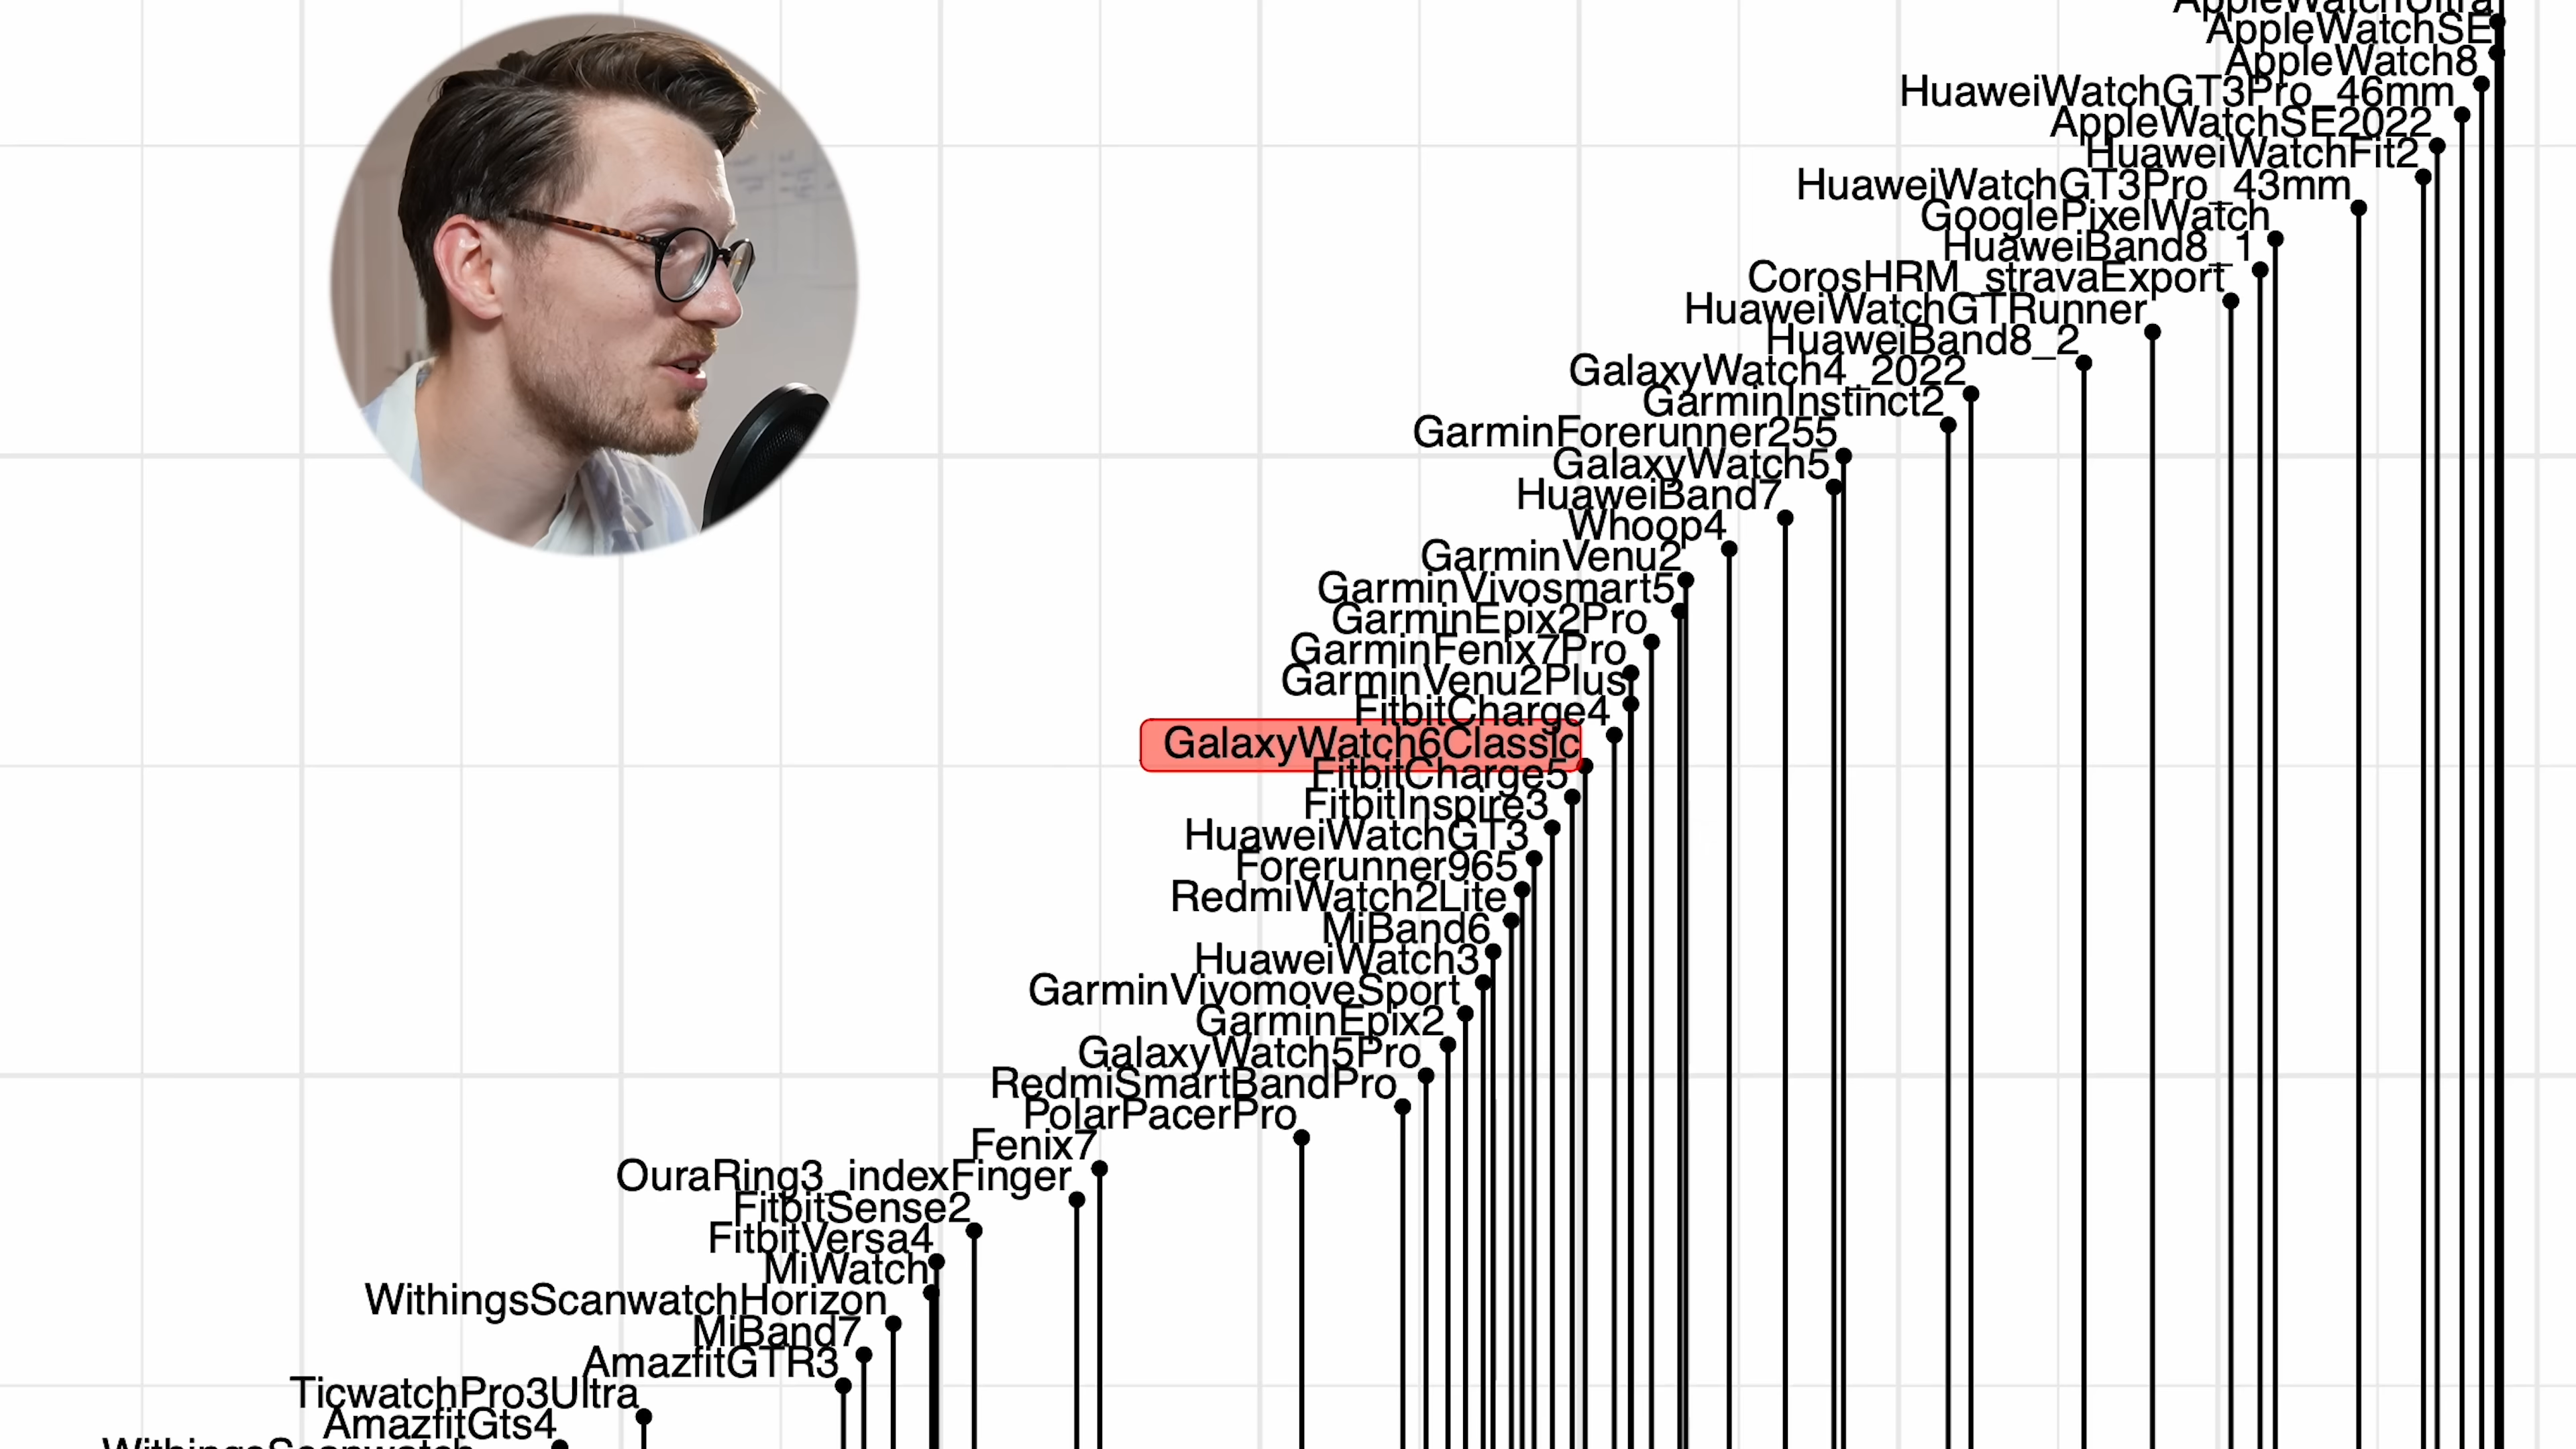 AppleWatchUltra
AppleWatchSE
AppleWatch8
HuaweiWatchGT3Pro_46mm
AppleWatchSE2022
HuaweiWatchFit2
HuaweiWatchGT3Pro_43mm
GooglePixelWatch
HuaweiBand8_1
CorosHRM_stravaExport
HuaweiWatchGTRunner
HuaweiBand8_2
GalaxyWatch4_2022
GarminInstinct2
GarminForerunner255
GalaxyWatch5
HuaweiBand7
Whoop4
GarminVenu2
GarminVivosmart5
GarminEpix2Pro
GarminFenix7Pro
GarminVenu2Plus
FitbitCharge4
GalaxyWatch6Classic
FitbitCharge5
FitbitInspire3
HuaweiWatchGT3
Forerunner965
RedmiWatch2Lite
MiBand6
HuaweiWatch3
GarminVivomoveSport
GarminEpix2
GalaxyWatch5Pro
RedmiSmartBandPro
PolarPacerPro
Fenix7
OuraRing3_indexFinger
FitbitSense2
FitbitVersa4
MiWatch
WithingsScanwatchHorizon
MiBand7
AmazfitGTR3
TicwatchPro3Ultra
AmazfitGts4
WithingsScanwatch